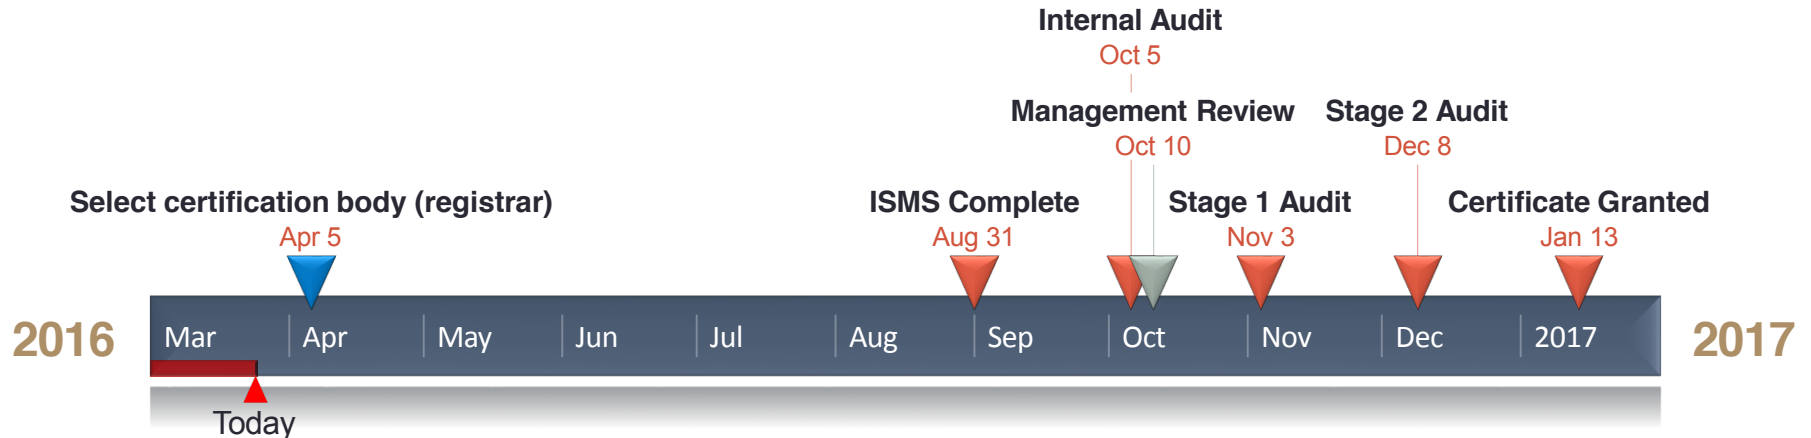 Internal Audit
Oct 5
Management Review
Oct 10
Stage 2 Audit
Dec 8
Select certification body (registrar)
Apr 5
ISMS Complete
Aug 31
Stage 1 Audit
Nov 3
Certificate Granted
Jan 13
2016
Mar
Apr
May
Jun
Jul
Aug
Sep
Oct
Nov
Dec
2017
2017
Today